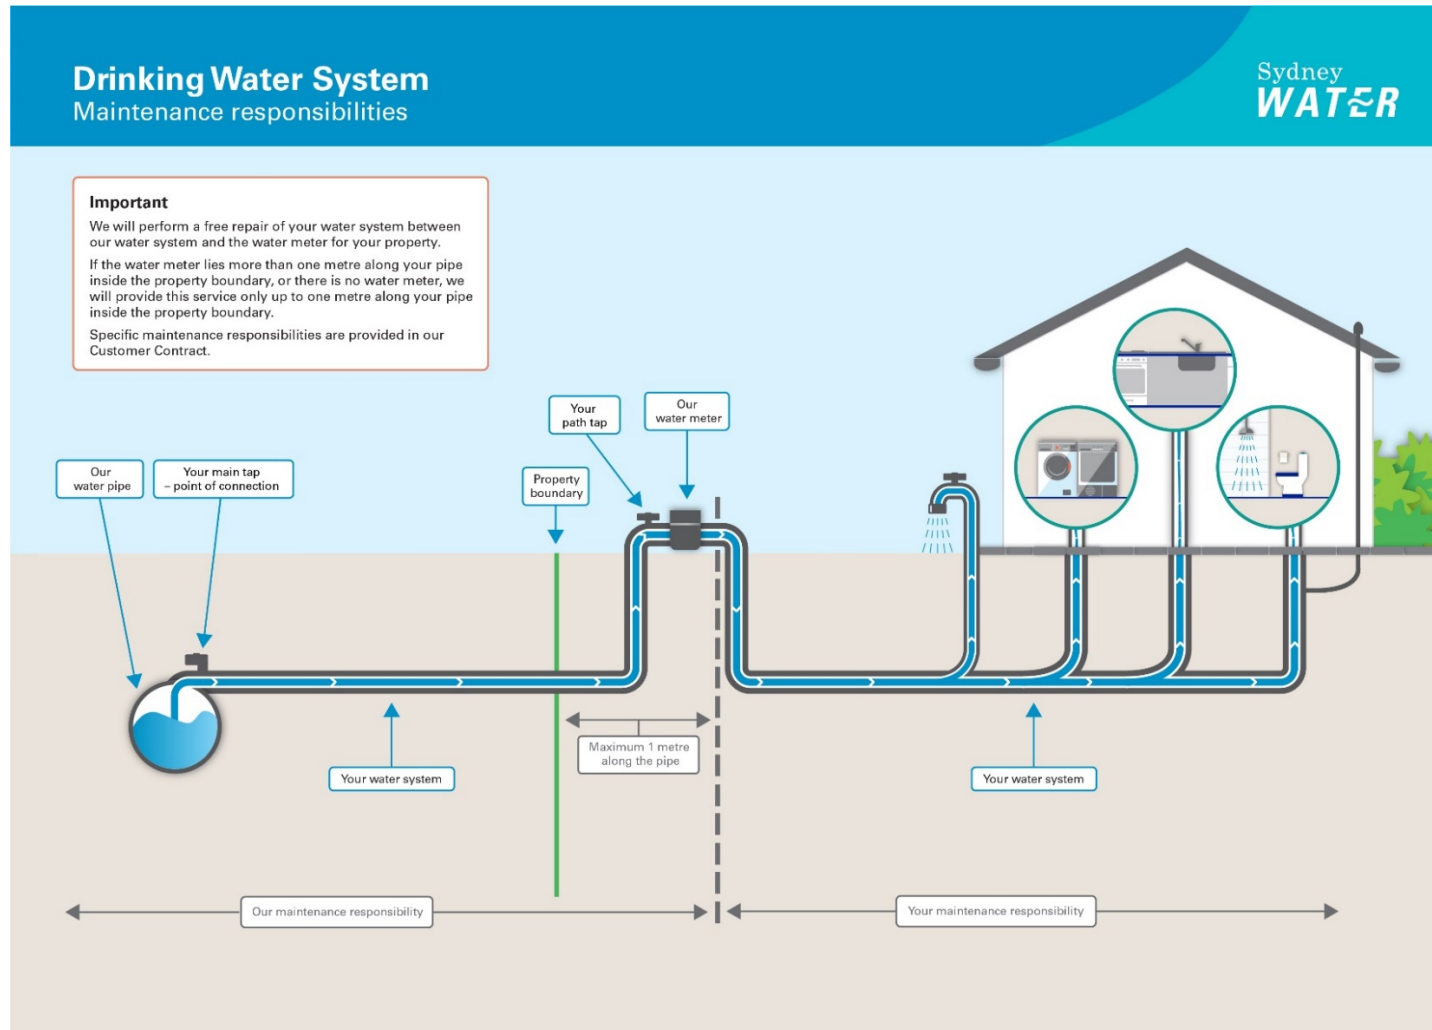 Drinking Water System
Maintenance responsibilities
Sydney
WATER
Important
We will perform a free repair of your water system between
our water system and the water meter for your property.
If the water meter lies more than one metre along your pipe
inside the property boundary, or there is no water meter, we
will provide this service only up to one metre along your pipe
inside the property boundary.
Specific maintenance responsibilities are provided in our
Customer Contract.
Our
water pipe
Your main tap
– point of connection
Property
boundary
Your
path tap
Our
water meter
Maximum 1 metre
along the pipe
Your water system
Your water system
Our maintenance responsibility
Your maintenance responsibility